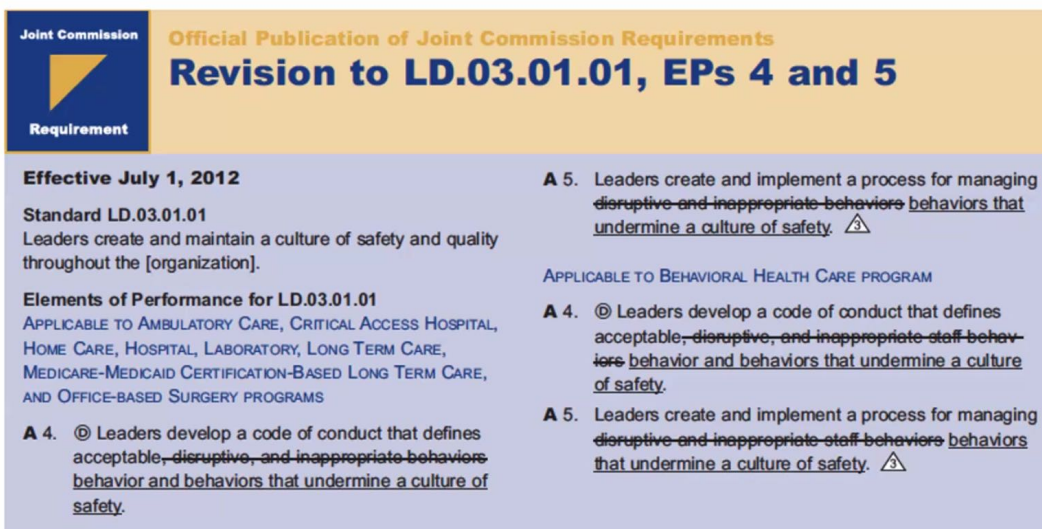 Joint Commission
Requirement
Official Publication of Joint Commission Requirements
Revision to LD.03.01.01, EPs 4 and 5
Effective July 1, 2012
Standard LD.03.01.01
Leaders create and maintain a culture of safety and quality
throughout the [organization].
Elements of Performance for LD.03.01.01
APPLICABLE TO AMBULATORY CARE, CRITICAL ACCESS HOSPITAL,
HOME CARE, HOSPITAL, LABORATORY, LONG TERM CARE,
MEDICARE-MEDICAID CERTIFICATION-BASED LONG TERM CARE,
AND OFFICE-BASED SURGERY PROGRAMS
A 4. Ⓓ Leaders develop a code of conduct that defines
acceptable, disruptive, and inappropriate behaviors
behavior and behaviors that undermine a culture of
safety.
A 5. Leaders create and implement a process for managing
disruptive and inappropriate behaviors behaviors that
undermine a culture of safety. 3
APPLICABLE TO BEHAVIORAL HEALTH CARE PROGRAM
A 4. Ⓓ Leaders develop a code of conduct that defines
acceptable, disruptive, and inappropriate staff behav-
iors behavior and behaviors that undermine a culture
of safety.
A 5. Leaders create and implement a process for managing
disruptive and inappropriate staff behaviors behaviors
that undermine a culture of safety. 3